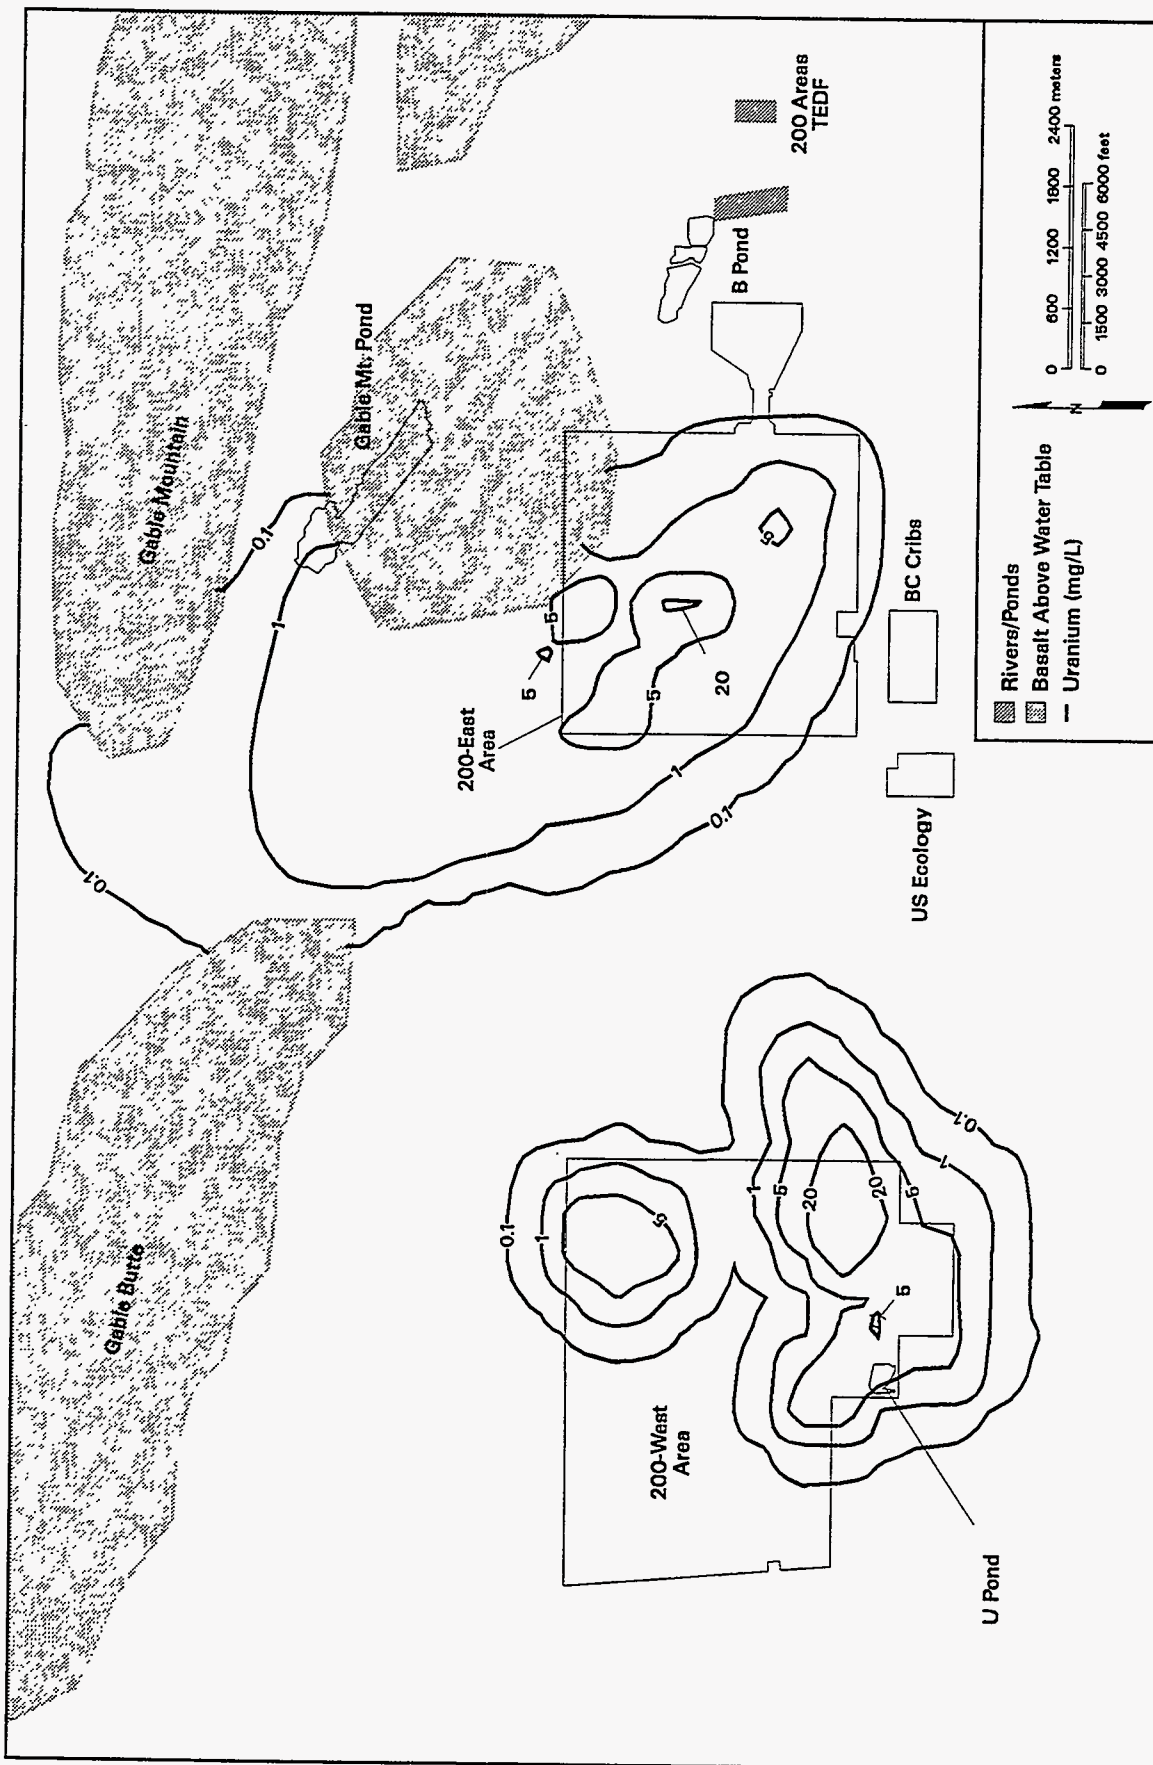 Gable Butte
Gable Mountain
Gable Mt. Pond
0.1
0.1
1
5
5
200-East
Area
5
20
5
1
0.1
B Pond
200 Areas
TEDF
BC Cribs
US Ecology
0.1
1
5
200-West
Area
1
5
20
20
5
5
1
0.1
U Pond
Rivers/Ponds
Basalt Above Water Table
Uranium (mg/L)
N
0 600 1200 1800 2400 meters
0 1500 3000 4500 6000 feet